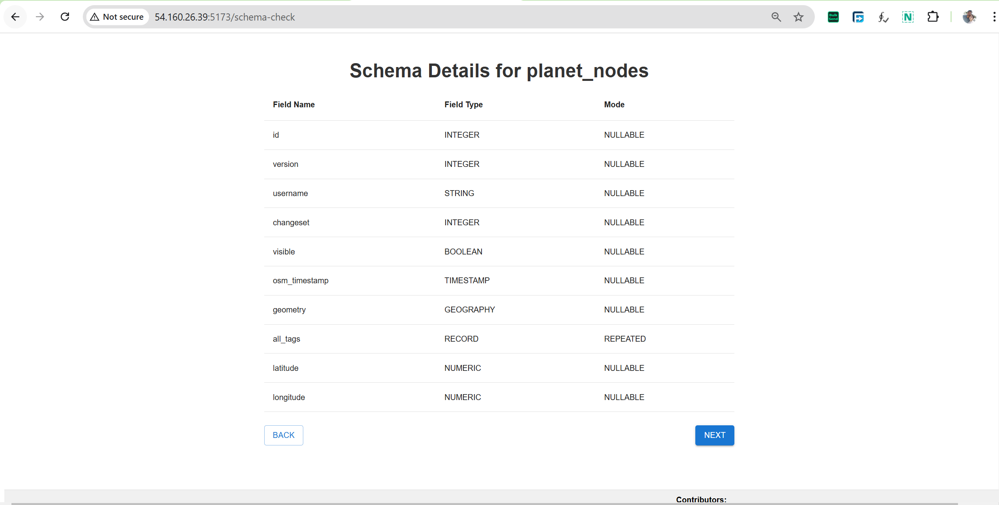 Not secure 54.160.26.39:5173/schema-check Bulk Send N
Schema Details for planet_nodes
Field Name Field Type Mode
id INTEGER NULLABLE
version INTEGER NULLABLE
username STRING NULLABLE
changeset INTEGER NULLABLE
visible BOOLEAN NULLABLE
osm_timestamp TIMESTAMP NULLABLE
geometry GEOGRAPHY NULLABLE
all_tags RECORD REPEATED
latitude NUMERIC NULLABLE
longitude NUMERIC NULLABLE
BACK NEXT
Contributors: